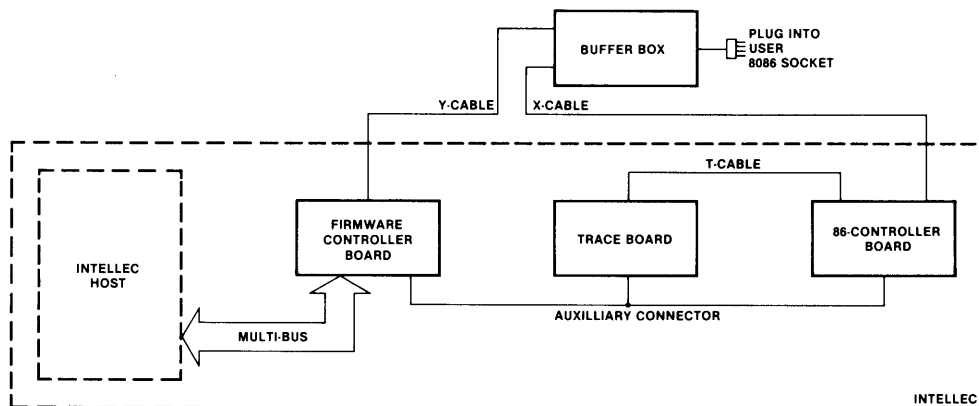 BUFFER BOX
PLUG INTO
USER
8086 SOCKET
Y-CABLE
X-CABLE
T-CABLE
INTELLEC
HOST
FIRMWARE
CONTROLLER
BOARD
TRACE BOARD
86-CONTROLLER
BOARD
AUXILLIARY CONNECTOR
MULTI-BUS
INTELLEC